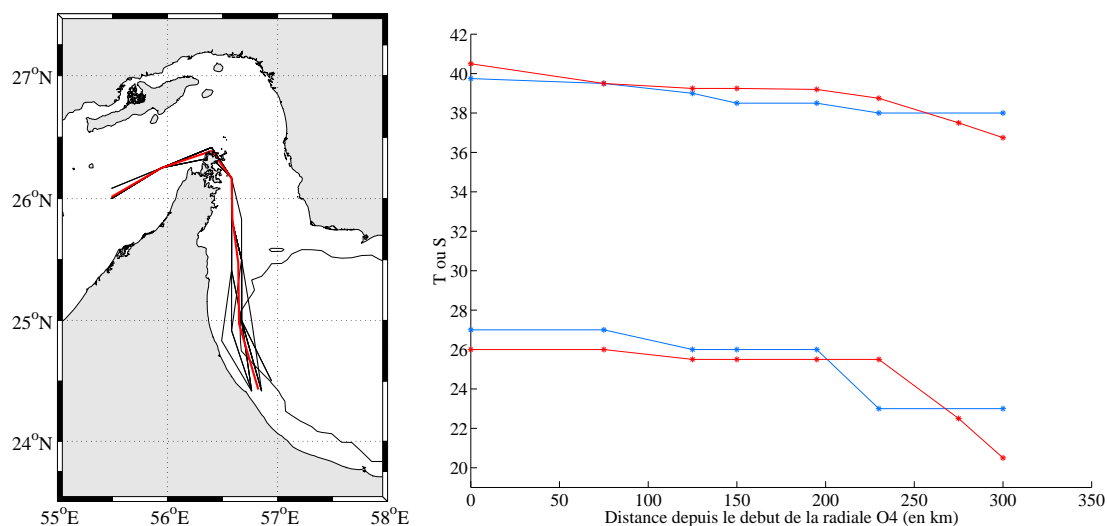 27°N
26°N
25°N
24°N
55°E 56°E 57°E 58°E
T ou S
42
40
38
36
34
32
30
28
26
24
22
20
0 50 100 150 200 250 300 350
Distance depuis le debut de la radiale O4 (en km)